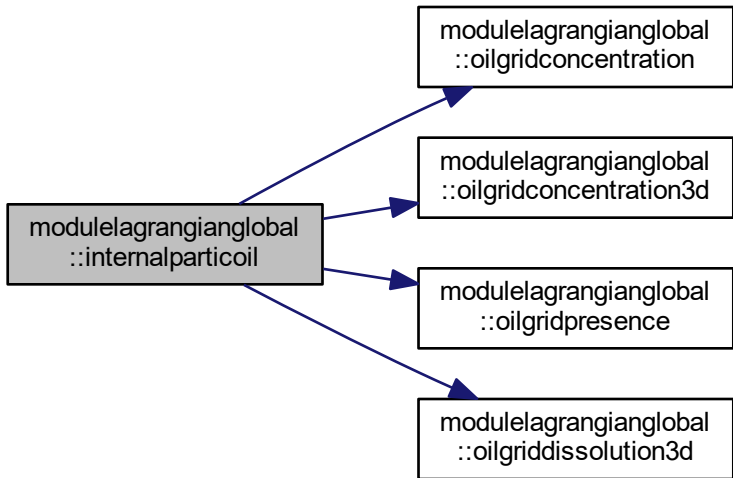 modulelagrangianglobal
::oilgridconcentration
modulelagrangianglobal
::oilgridconcentration3d
modulelagrangianglobal
::internalparticoil
modulelagrangianglobal
::oilgridpresence
modulelagrangianglobal
::oilgriddissolution3d